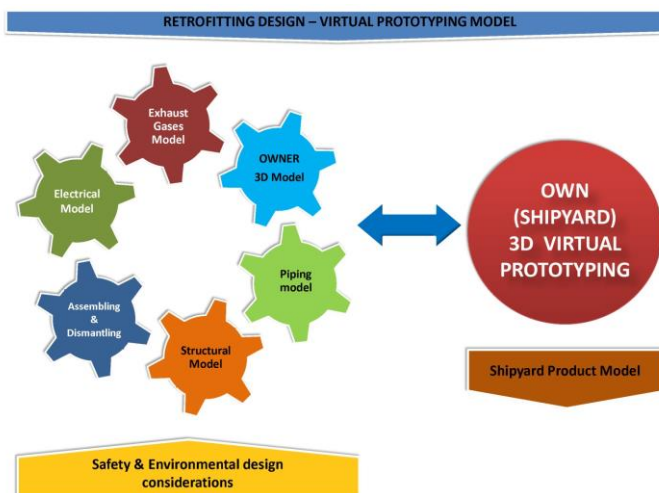 RETROFITTING DESIGN – VIRTUAL PROTOTYPING MODEL
Exhaust
Gases
Model
OWNER
3D Model
Electrical
Model
Piping
model
Assembling
&
Dismantling
Structural
Model
OWN
(SHIPYARD)
3D VIRTUAL
PROTOTYPING
Shipyard Product Model
Safety & Environmental design
considerations